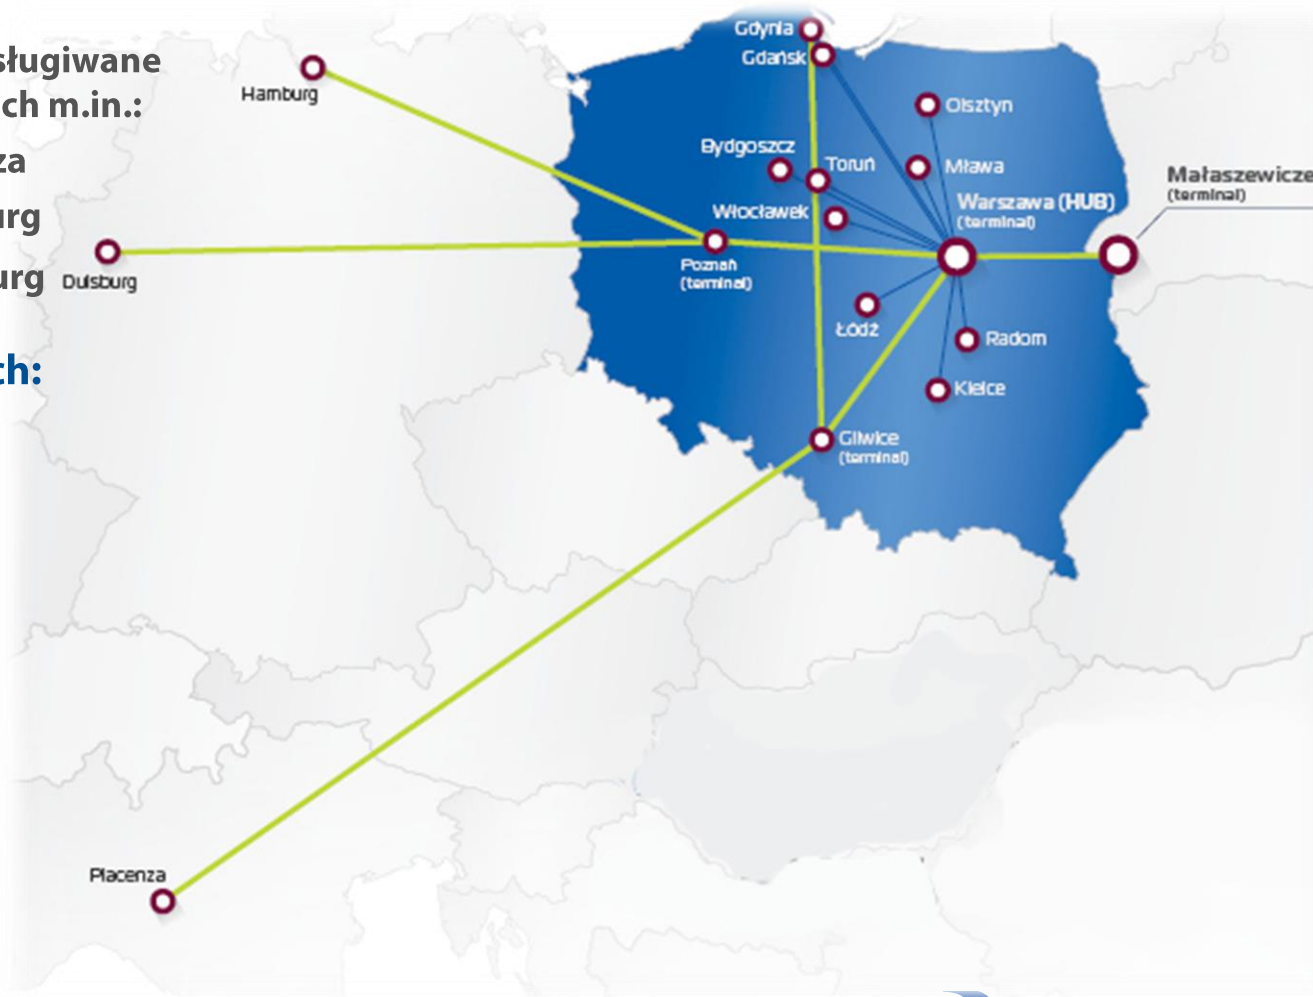 sługiwane
ch m.in.:
za
urg
urg
ch:
Hamburg
Duisburg
Piacenza
Gdynia
Gdańsk
Olsztyn
Bydgoszcz
Toruń
Mława
Włocławek
Warszawa (HUB)
(terminal)
Małaszewicze
(terminal)
Poznań
(terminal)
Łódź
Radom
Kielce
Gliwice
(terminal)